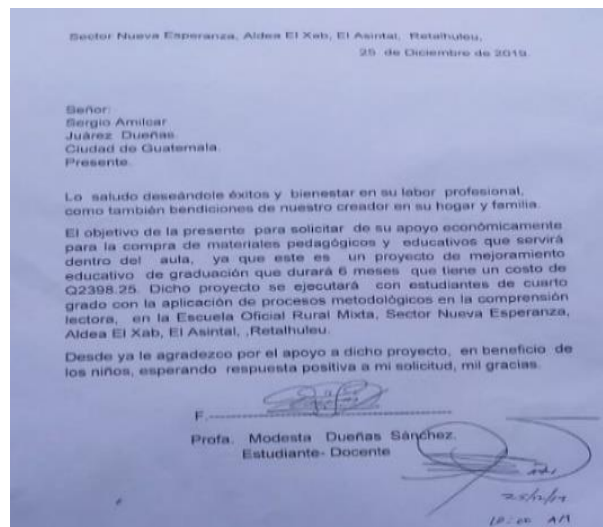 Sector Nueva Esperanza, Aldea El Xab, El Asintal, Retalhuleu,
25 de Diciembre de 2019.
Señor:
Sergio Amilcar
Juárez Dueñas.
Ciudad de Guatemala.
Presente.
Lo saludo deseándole éxitos y bienestar en su labor profesional,
como también bendiciones de nuestro creador en su hogar y familia.
El objetivo de la presente para solicitar de su apoyo económicamente
para la compra de materiales pedagógicos y educativos que servirá
dentro del aula, ya que este es un proyecto de mejoramiento
educativo de graduación que durará 6 meses que tiene un costo de
Q2398.25. Dicho proyecto se ejecutará con estudiantes de cuarto
grado con la aplicación de procesos metodológicos en la comprensión
lectora, en la Escuela Oficial Rural Mixta, Sector Nueva Esperanza,
Aldea El Xab, El Asintal, ,Retalhuleu.
Desde ya le agradezco por el apoyo a dicho proyecto, en beneficio de
los niños, esperando respuesta positiva a mi solicitud, mil gracias.
F.
Profa. Modesta Dueñas Sánchez.
Estudiante- Docente
10:00 AM